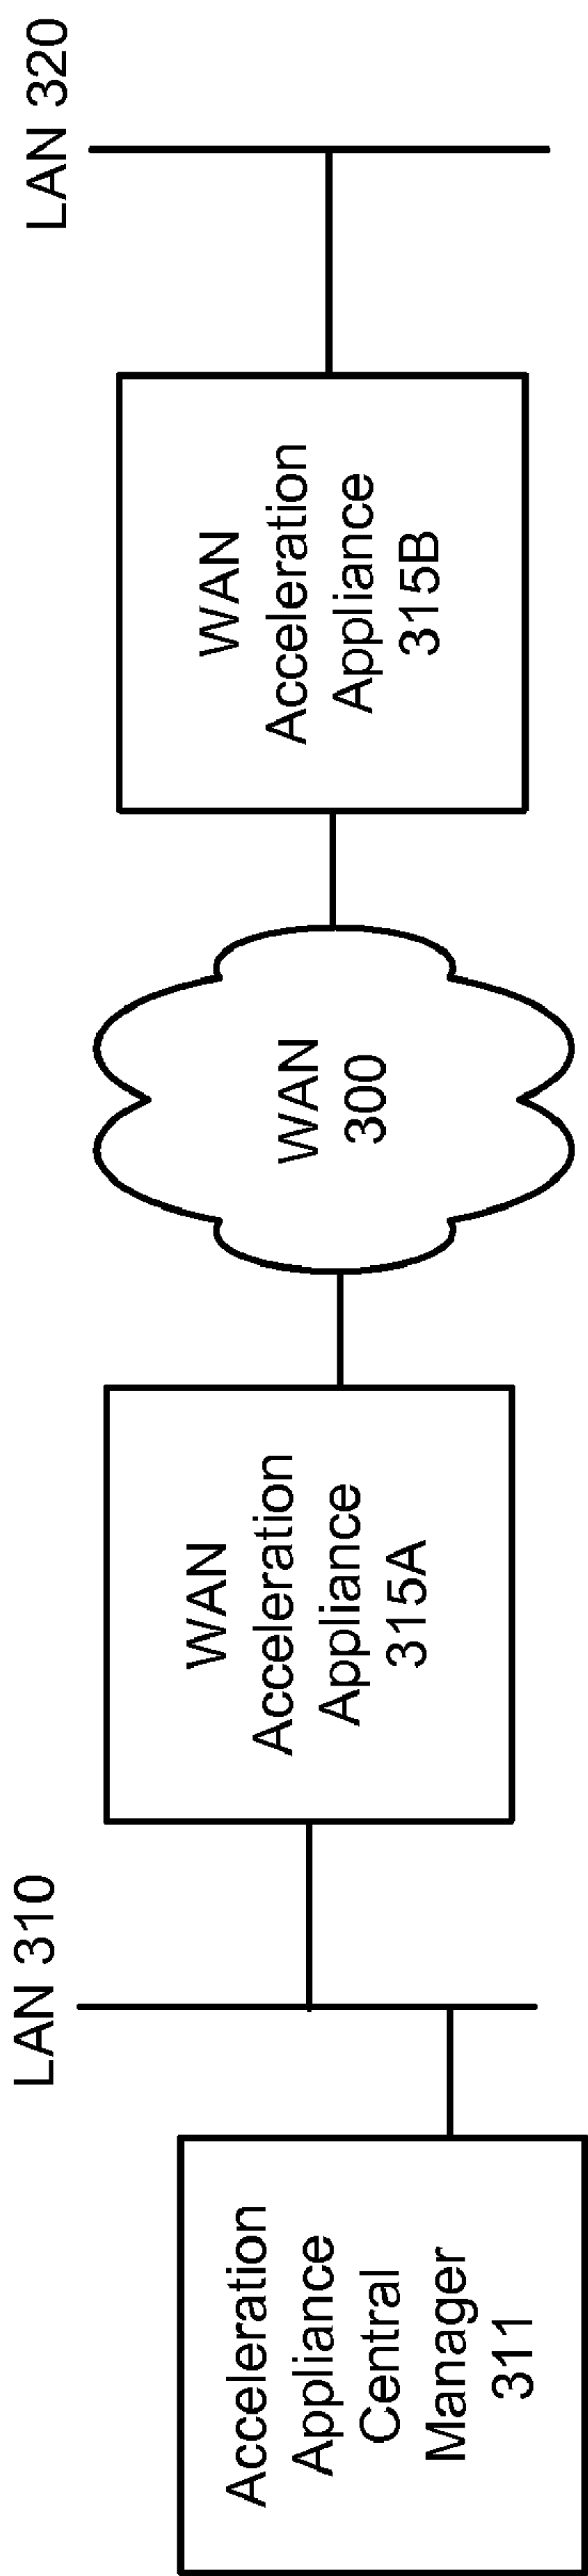 LAN 310
LAN 320
Acceleration
Appliance
Central
Manager
311
WAN
Acceleration
Appliance
315A
WAN
300
WAN
Acceleration
Appliance
315B